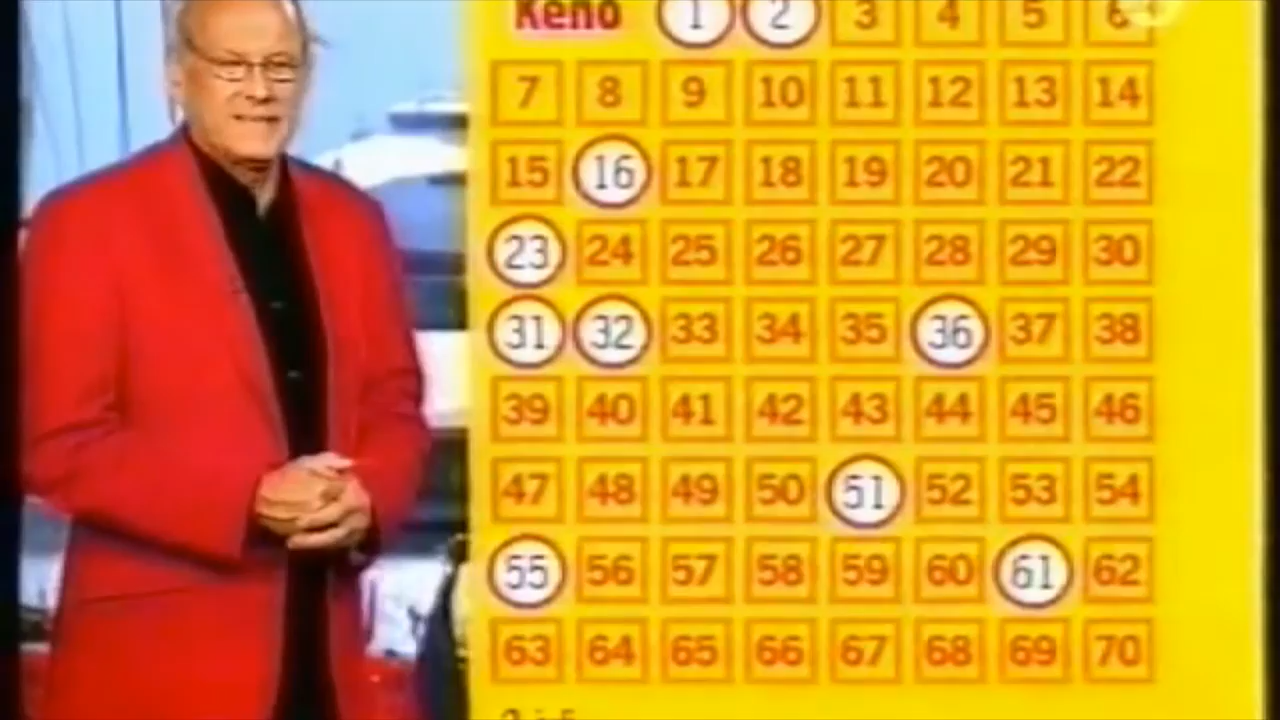 Keno 1 2 3 4 5 6
7 8 9 10 11 12 13 14
15 16 17 18 19 20 21 22
23 24 25 26 27 28 29 30
31 32 33 34 35 36 37 38
39 40 41 42 43 44 45 46
47 48 49 50 51 52 53 54
55 56 57 58 59 60 61 62
63 64 65 66 67 68 69 70